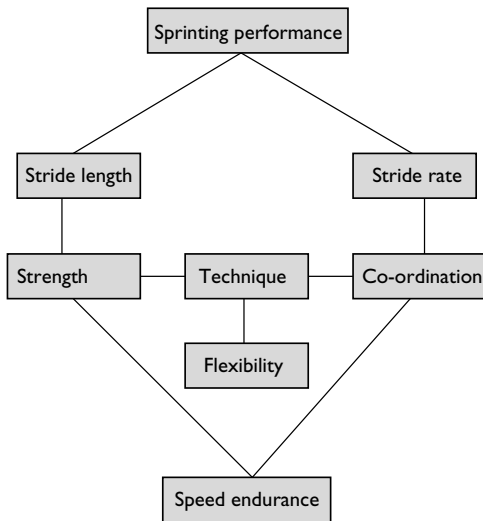 Sprinting performance
Stride length
Stride rate
Strength
Technique
Co-ordination
Flexibility
Speed endurance